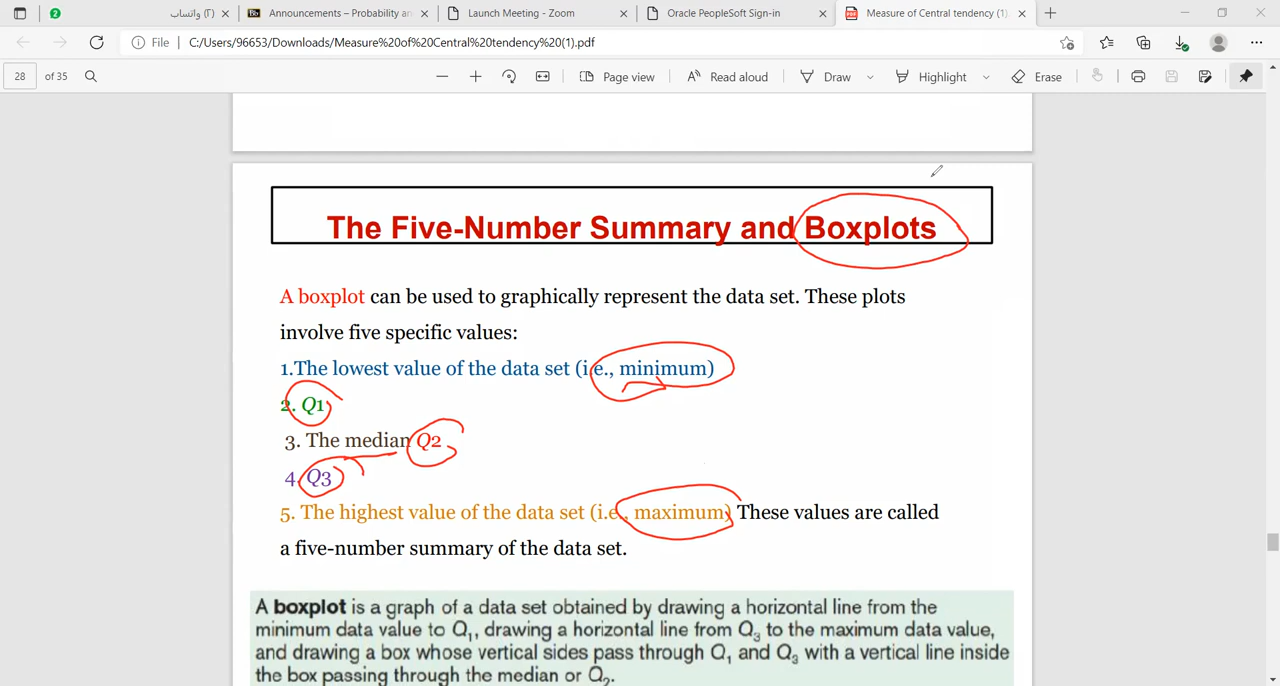 واتساب (٢)
Announcements – Probability an
Launch Meeting - Zoom
Oracle PeopleSoft Sign-in
Measure of Central tendency (1)
File | C:/Users/96653/Downloads/Measure%20of%20Central%20tendency%20(1).pdf
28 of 35
Page view
Read aloud
Draw
Highlight
Erase
The Five-Number Summary and Boxplots
A boxplot can be used to graphically represent the data set. These plots
involve five specific values:
1.The lowest value of the data set (i.e., minimum)
2. Q1
3. The median Q2
4. Q3
5. The highest value of the data set (i.e., maximum) These values are called
a five-number summary of the data set.
A boxplot is a graph of a data set obtained by drawing a horizontal line from the
minimum data value to Q1, drawing a horizontal line from Q3 to the maximum data value,
and drawing a box whose vertical sides pass through Q1 and Q3 with a vertical line inside
the box passing through the median or Q2.